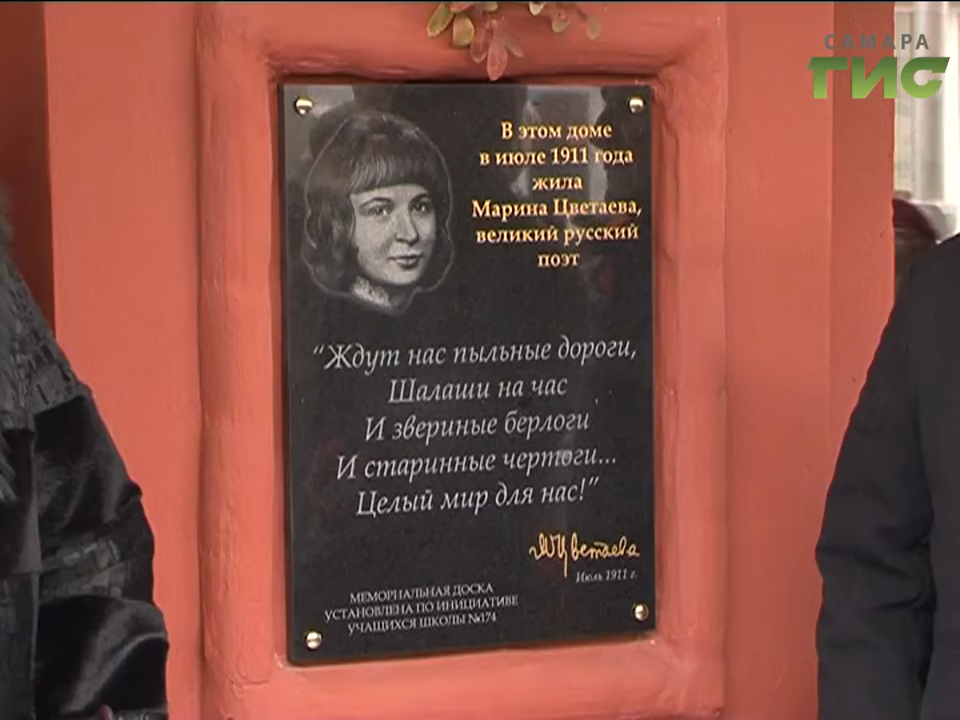 САМАРА
ГИС
В этом доме
в июле 1911 года
жила
Марина Цветаева,
великий русский
поэт
“Ждут нас пыльные дороги,
Шалаши на час
И звериные берлоги
И старинные чертоги...
Целый мир для нас!”
МЦветаева
Июль 1911 г.
МЕМОРИАЛЬНАЯ ДОСКА
УСТАНОВЛЕНА ПО ИНИЦИАТИВЕ
УЧАЩИХСЯ ШКОЛЫ №174